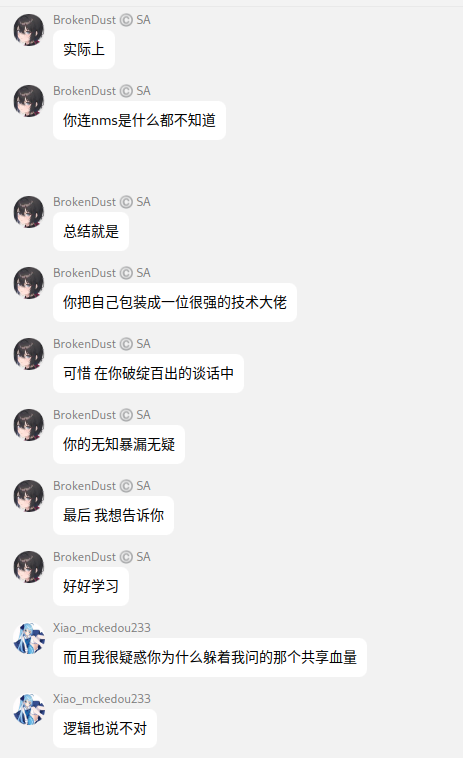 BrokenDust © SA
实际上
BrokenDust © SA
你连nms是什么都不知道
BrokenDust © SA
总结就是
BrokenDust © SA
你把自己包装成一位很强的技术大佬
BrokenDust © SA
可惜 在你破绽百出的谈话中
BrokenDust © SA
你的无知暴漏无疑
BrokenDust © SA
最后 我想告诉你
BrokenDust © SA
好好学习
Xiao_mckedou233
而且我很疑惑你为什么躲着我问的那个共享血量
Xiao_mckedou233
逻辑也说不对